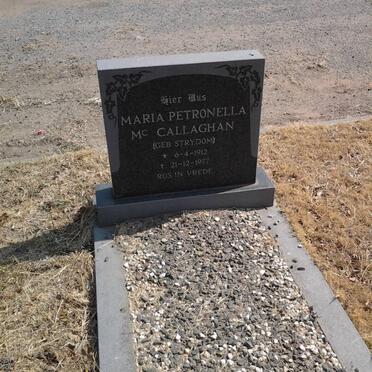 Hier Rus
MARIA PETRONELLA
Mc CALLAGHAN
(GEB STRYDOM)
* 6-4-1912
† 21-12-1977
RUS IN VREDE